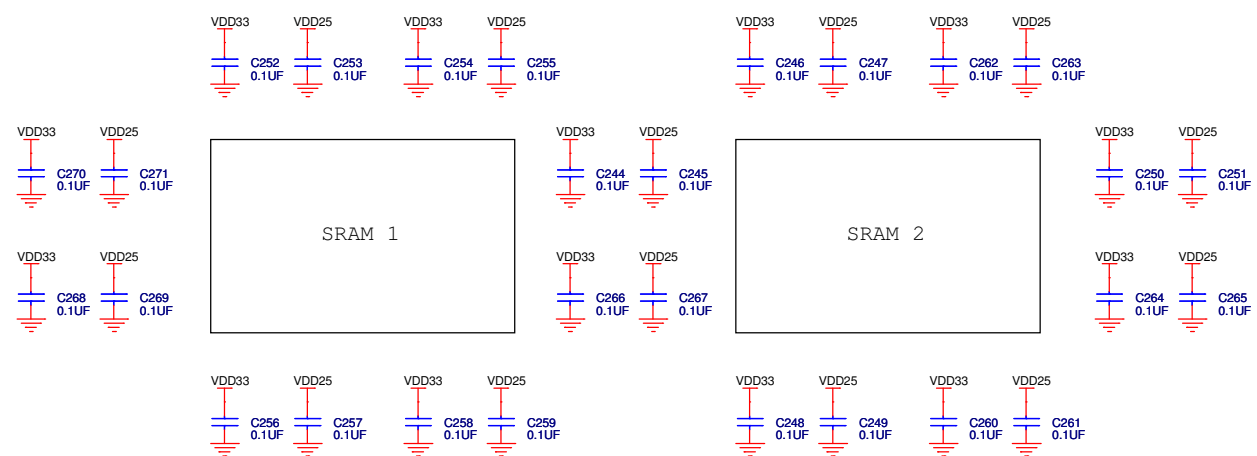 VDD33 VDD25 VDD33 VDD25 VDD33 VDD25 VDD33 VDD25
C252 C253 C254 C255 C246 C247 C262 C263
0.1UF 0.1UF 0.1UF 0.1UF 0.1UF 0.1UF 0.1UF 0.1UF
VDD33 VDD25 VDD33 VDD25 VDD33 VDD25
C270 C271 C244 C245 C250 C251
0.1UF 0.1UF 0.1UF 0.1UF 0.1UF 0.1UF
SRAM 1 SRAM 2
VDD33 VDD25 VDD33 VDD25 VDD33 VDD25
C268 C269 C266 C267 C264 C265
0.1UF 0.1UF 0.1UF 0.1UF 0.1UF 0.1UF
VDD33 VDD25 VDD33 VDD25 VDD33 VDD25 VDD33 VDD25
C256 C257 C258 C259 C248 C249 C260 C261
0.1UF 0.1UF 0.1UF 0.1UF 0.1UF 0.1UF 0.1UF 0.1UF